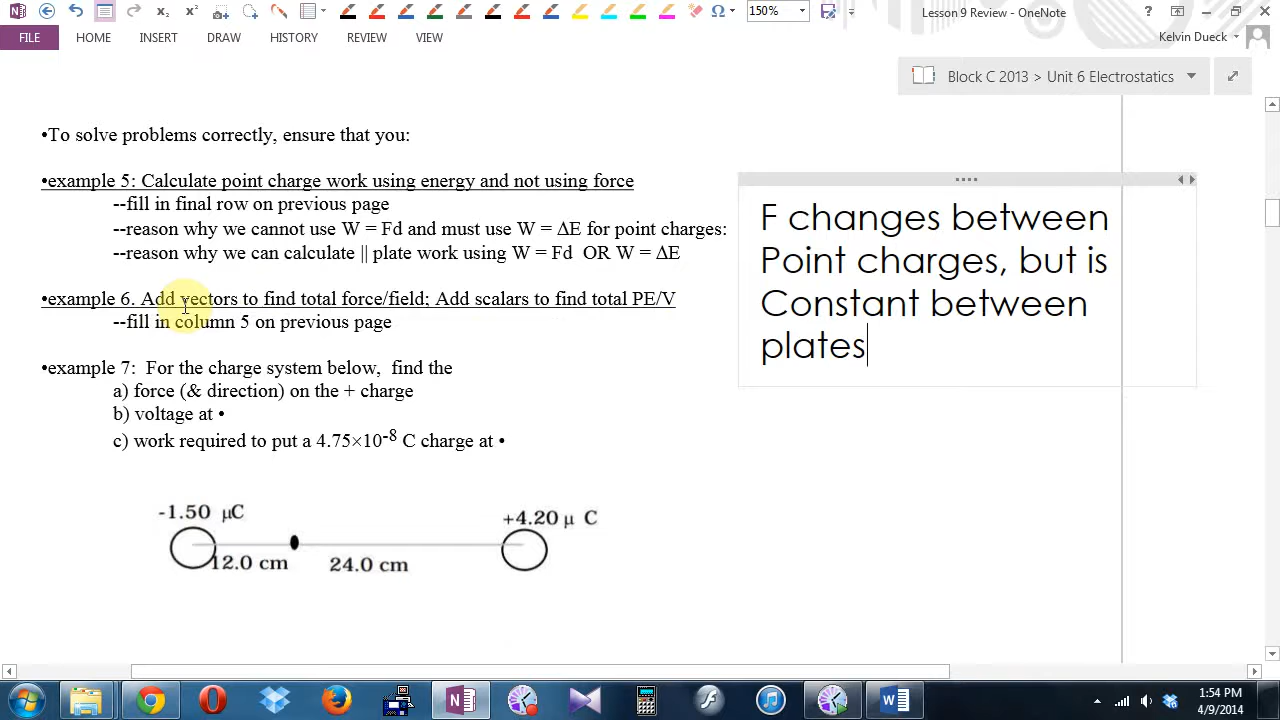 150%
Lesson 9 Review - OneNote
FILE HOME INSERT DRAW HISTORY REVIEW VIEW
Kelvin Dueck
Block C 2013 > Unit 6 Electrostatics
•To solve problems correctly, ensure that you:
•example 5: Calculate point charge work using energy and not using force
--fill in final row on previous page
--reason why we cannot use W = Fd and must use W = ΔE for point charges:
--reason why we can calculate || plate work using W = Fd OR W = ΔE
F changes between
Point charges, but is
Constant between
plates
•example 6. Add vectors to find total force/field; Add scalars to find total PE/V
--fill in column 5 on previous page
•example 7: For the charge system below, find the
a) force (& direction) on the + charge
b) voltage at •
c) work required to put a 4.75×10-8 C charge at •
-1.50 μC
+4.20 μ C
12.0 cm
24.0 cm
1:54 PM
4/9/2014